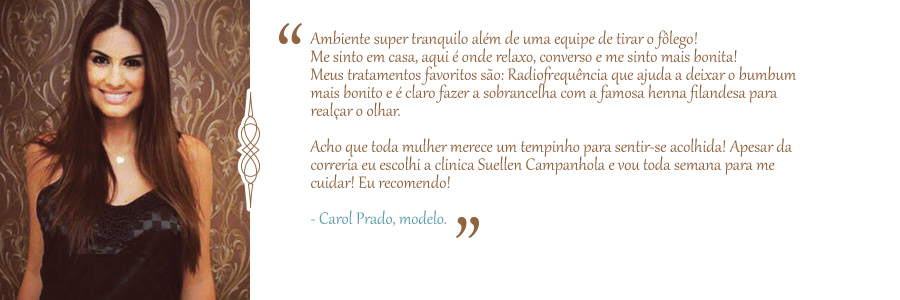 “
Ambiente super tranquilo além de uma equipe de tirar o fôlego!
Me sinto em casa, aqui é onde relaxo, converso e me sinto mais bonita!
Meus tratamentos favoritos são: Radiofrequência que ajuda a deixar o bumbum
mais bonito e é claro fazer a sobrancelha com a famosa henna filandesa para
realçar o olhar.
Acho que toda mulher merece um tempinho para sentir-se acolhida! Apesar da
correria eu escolhi a clinica Suellen Campanhola e vou toda semana para me
cuidar! Eu recomendo!
- Carol Prado, modelo. ”